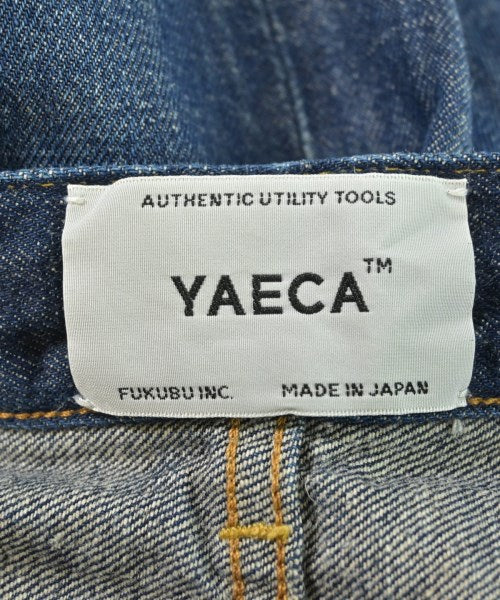 AUTHENTIC UTILITY TOOLS
YAECA™
FUKUBU INC. MADE IN JAPAN